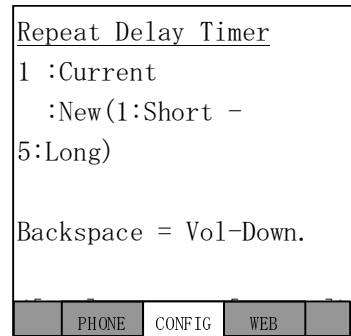 Repeat Delay Timer
1 :Current
:New(1:Short -
5:Long)
Backspace = Vol-Down.
PHONE CONFIG WEB